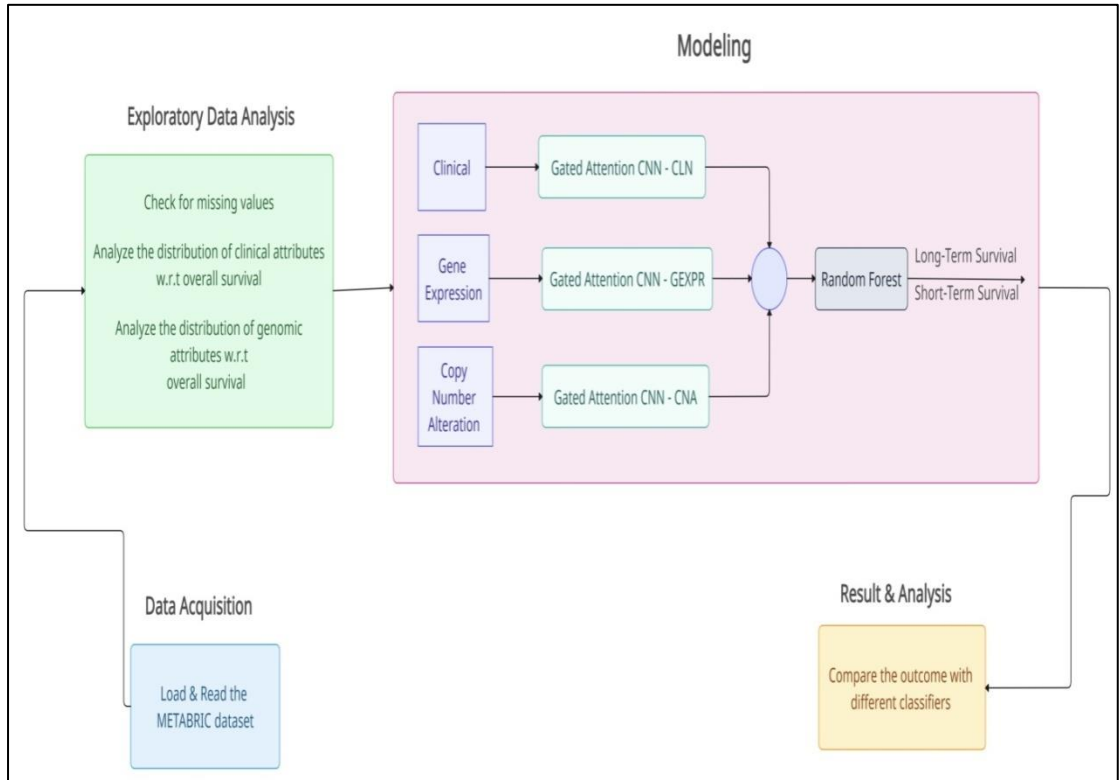 Modeling
Exploratory Data Analysis
Check for missing values
Analyze the distribution of clinical attributes
w.r.t overall survival
Analyze the distribution of genomic
attributes w.r.t
overall survival
Clinical
Gated Attention CNN - CLN
Gene
Expression
Gated Attention CNN - GEXPR
Copy
Number
Alteration
Gated Attention CNN - CNA
Random Forest
Long-Term Survival
Short-Term Survival
Data Acquisition
Load & Read the
METABRIC dataset
Result & Analysis
Compare the outcome with
different classifiers